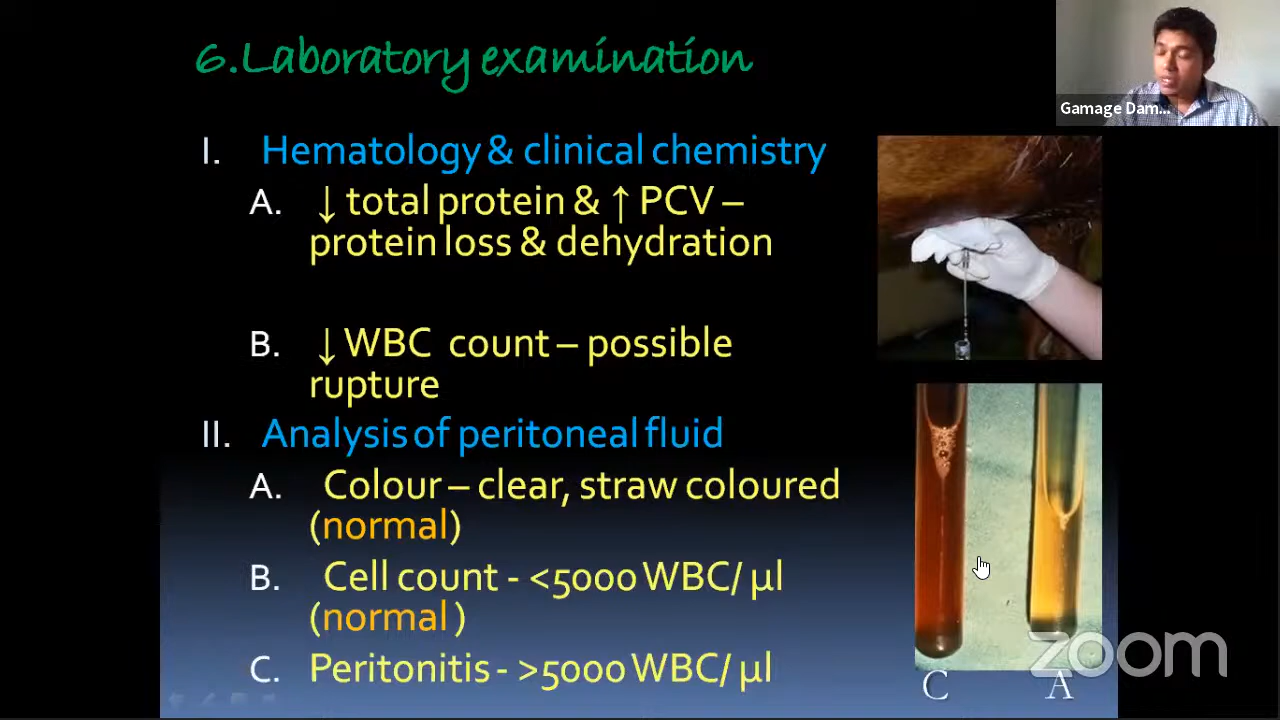 6.Laboratory examination
Gamage Dam...
I. Hematology & clinical chemistry
A. ↓ total protein & ↑ PCV –
protein loss & dehydration
B. ↓ WBC count – possible
rupture
II. Analysis of peritoneal fluid
A. Colour – clear, straw coloured
(normal)
B. Cell count - <5000 WBC/ μl
(normal )
C. Peritonitis - >5000 WBC/ μl
C A
zoom